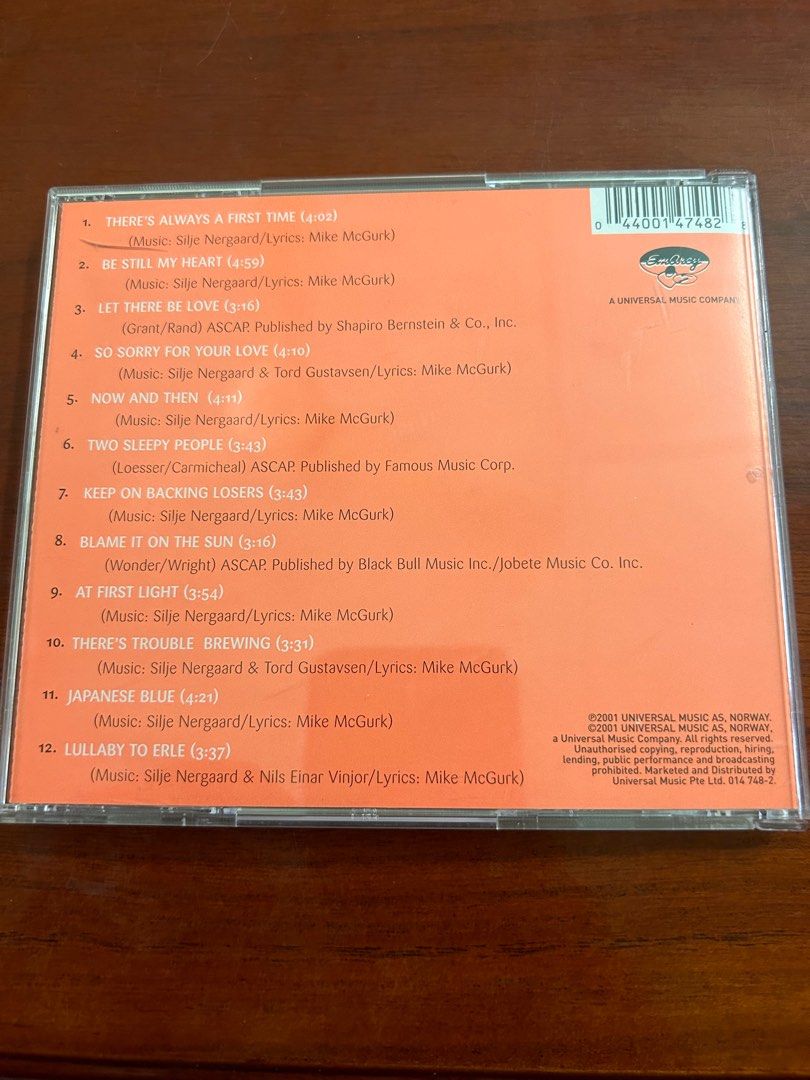 1. THERE'S ALWAYS A FIRST TIME (4:02)
(Music: Silje Nergaard/Lyrics: Mike McGurk)
2. BE STILL MY HEART (4:59)
(Music: Silje Nergaard/Lyrics: Mike McGurk)
3. LET THERE BE LOVE (3:16)
(Grant/Rand) ASCAP. Published by Shapiro Bernstein & Co., Inc.
4. SO SORRY FOR YOUR LOVE (4:10)
(Music: Silje Nergaard & Tord Gustavsen/Lyrics: Mike McGurk)
5. NOW AND THEN (4:11)
(Music: Silje Nergaard/Lyrics: Mike McGurk)
6. TWO SLEEPY PEOPLE (3:43)
(Loesser/Carmicheal) ASCAP. Published by Famous Music Corp.
7. KEEP ON BACKING LOSERS (3:43)
(Music: Silje Nergaard/Lyrics: Mike McGurk)
8. BLAME IT ON THE SUN (3:16)
(Wonder/Wright) ASCAP. Published by Black Bull Music Inc./Jobete Music Co. Inc.
9. AT FIRST LIGHT (3:54)
(Music: Silje Nergaard/Lyrics: Mike McGurk)
10. THERE'S TROUBLE BREWING (3:31)
(Music: Silje Nergaard & Tord Gustavsen/Lyrics: Mike McGurk)
11. JAPANESE BLUE (4:21)
(Music: Silje Nergaard/Lyrics: Mike McGurk)
12. LULLABY TO ERLE (3:37)
(Music: Silje Nergaard & Nils Einar Vinjor/Lyrics: Mike McGurk)
0 44001 47482
EmArcy
A UNIVERSAL MUSIC COMPANY
℗2001 UNIVERSAL MUSIC AS, NORWAY.
©2001 UNIVERSAL MUSIC AS, NORWAY,
a Universal Music Company. All rights reserved.
Unauthorised copying, reproduction, hiring,
lending, public performance and broadcasting
prohibited. Marketed and Distributed by
Universal Music Pte Ltd. 014 748-2.